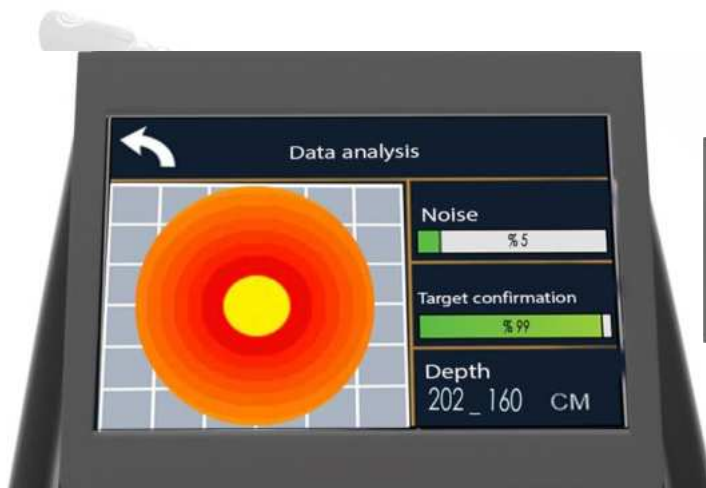 Data analysis
Noise
% 5
Target confirmation
% 99
Depth
202_160 CM